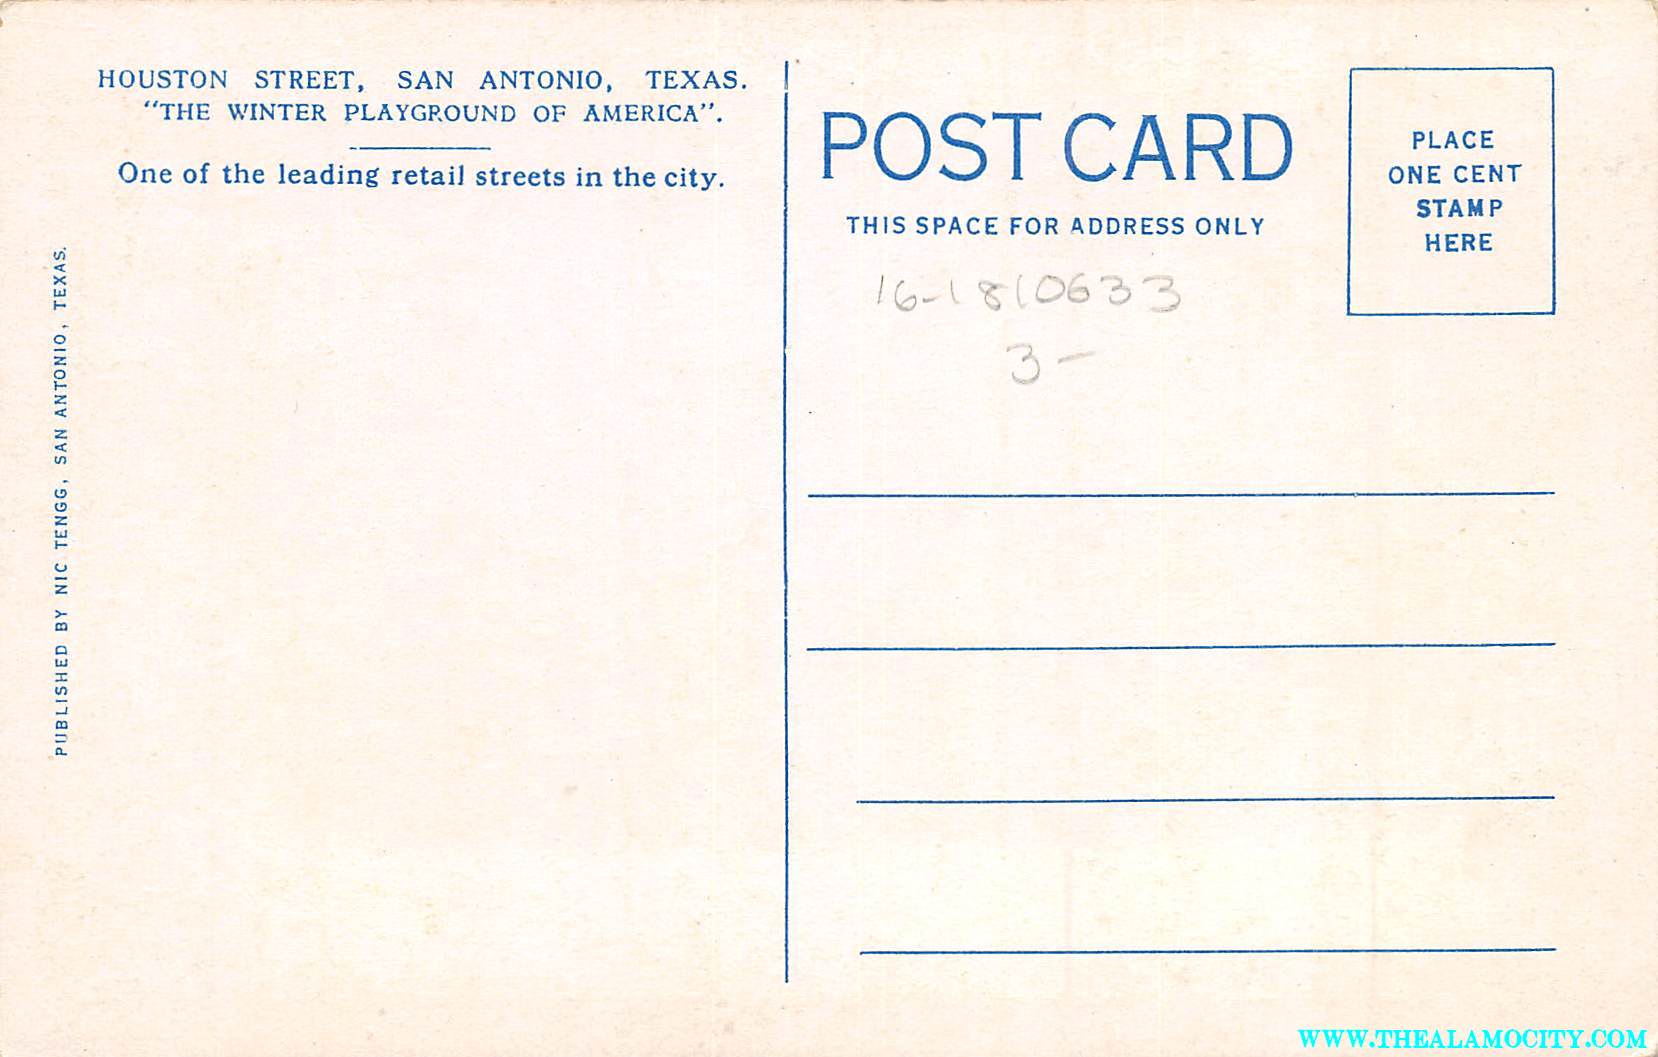 HOUSTON STREET, SAN ANTONIO, TEXAS.
"THE WINTER PLAYGROUND OF AMERICA".
One of the leading retail streets in the city.
PUBLISHED BY NIC TENGG, SAN ANTONIO, TEXAS.
POST CARD
THIS SPACE FOR ADDRESS ONLY
PLACE
ONE CENT
STAMP
HERE
16-1810633
3-
WWW.THEALAMOCITY.COM